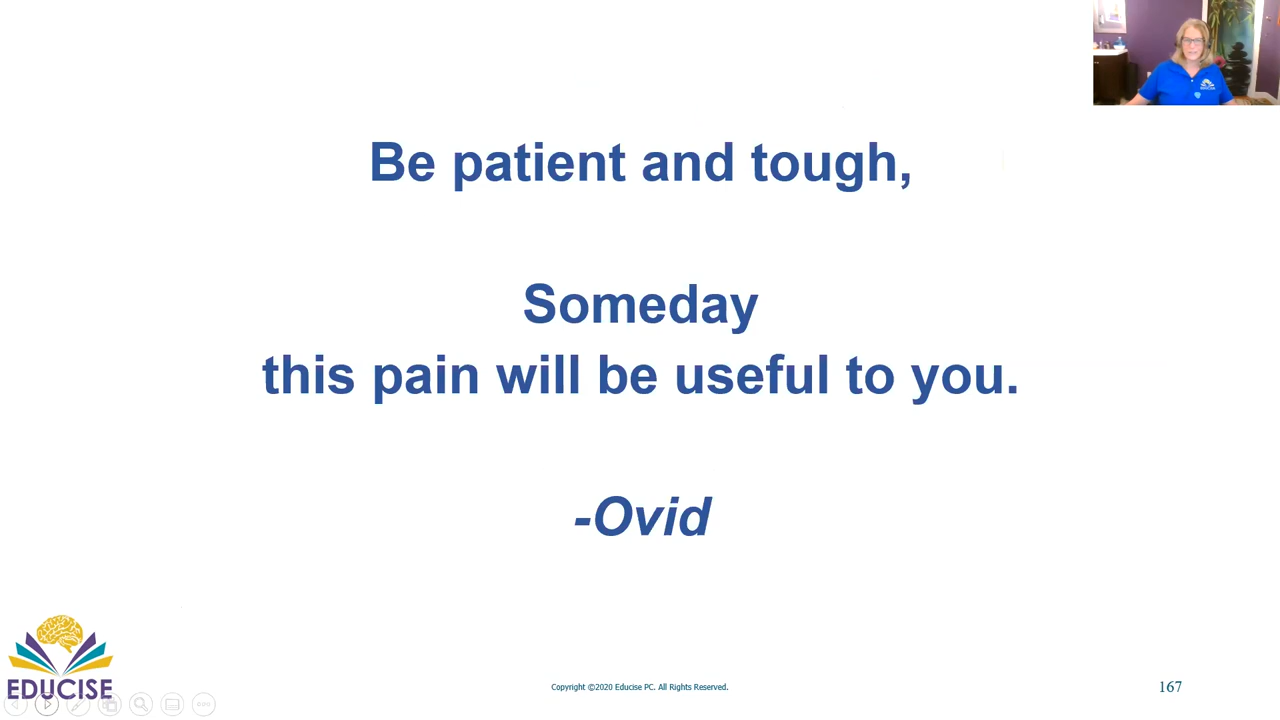 Be patient and tough,
Someday
this pain will be useful to you.
-Ovid
EDUCISE
Copyright ©2020 Educise PC. All Rights Reserved.
167